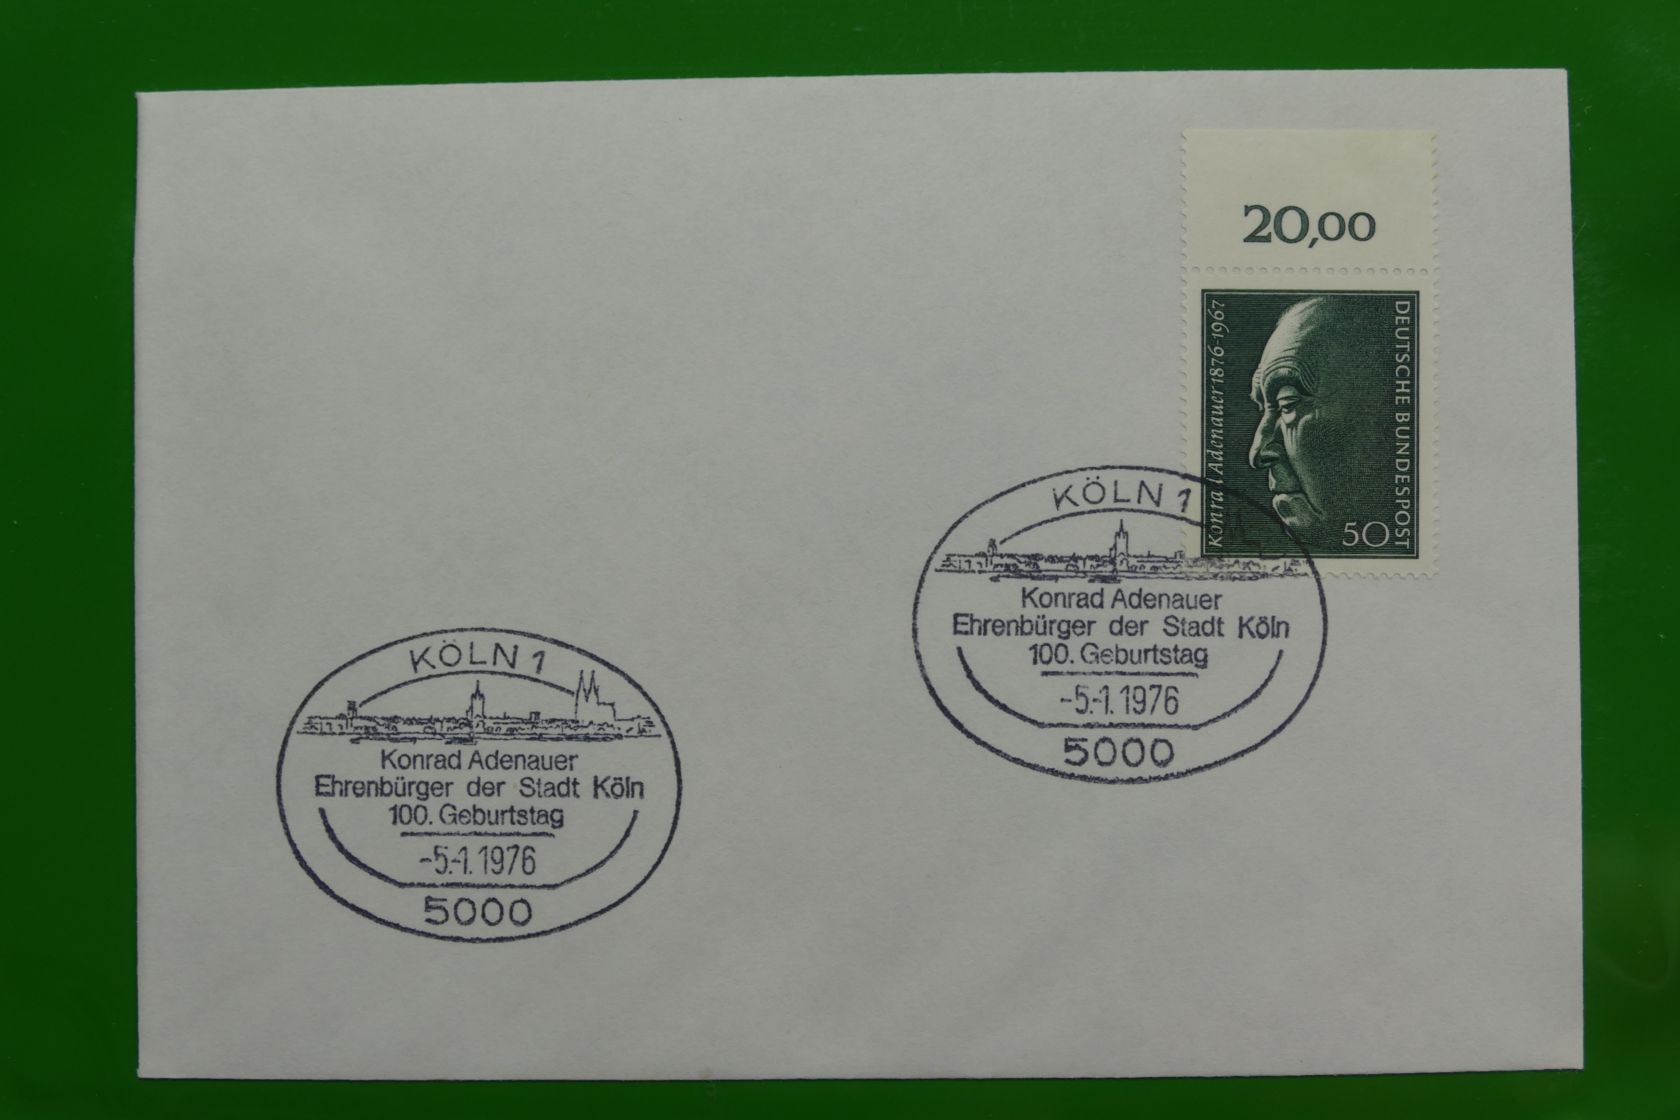 20,00
Konrad Adenauer 1876-1967
DEUTSCHE BUNDESPOST
50
KÖLN 1
Konrad Adenauer
Ehrenbürger der Stadt Köln
100. Geburtstag
-5.-1.1976
5000
KÖLN 1
Konrad Adenauer
Ehrenbürger der Stadt Köln
100. Geburtstag
-5.-1.1976
5000